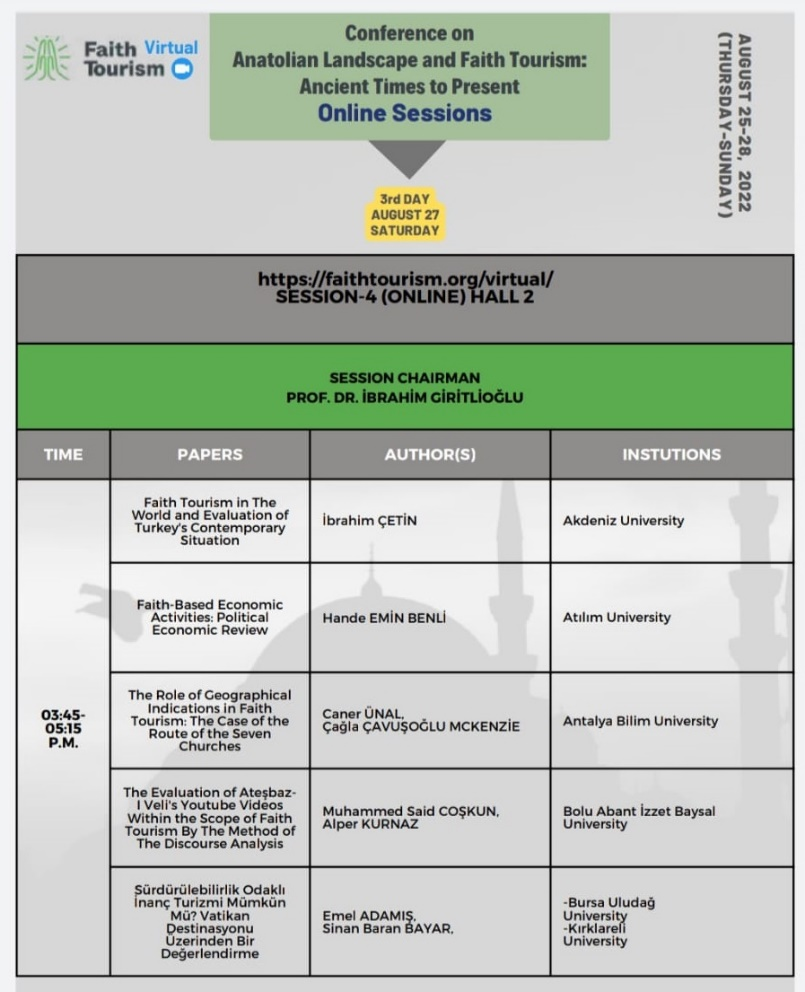 Faith Virtual
Tourism
Conference on
Anatolian Landscape and Faith Tourism:
Ancient Times to Present
Online Sessions
AUGUST 25-28, 2022
(THURSDAY-SUNDAY)
3rd DAY
AUGUST 27
SATURDAY
https://faithtourism.org/virtual/
SESSION-4 (ONLINE) HALL 2
SESSION CHAIRMAN
PROF. DR. İBRAHİM GİRİTLİOĞLU
TIME
PAPERS
AUTHOR(S)
INSTUTIONS
03:45-
05:15
P.M.
Faith Tourism in The
World and Evaluation of
Turkey's Contemporary
Situation
İbrahim ÇETİN
Akdeniz University
Faith-Based Economic
Activities: Political
Economic Review
Hande EMİN BENLİ
Atılım University
The Role of Geographical
Indications in Faith
Tourism: The Case of the
Route of the Seven
Churches
Caner ÜNAL,
Çağla ÇAVUŞOĞLU MCKENZİE
Antalya Bilim University
The Evaluation of Ateşbaz-
I Veli's Youtube Videos
Within the Scope of Faith
Tourism By The Method of
The Discourse Analysis
Muhammed Said COŞKUN,
Alper KURNAZ
Bolu Abant İzzet Baysal
University
Sürdürülebilirlik Odaklı
İnanç Turizmi Mümkün
Mü? Vatikan
Destinasyonu
Üzerinden Bir
Değerlendirme
Emel ADAMIŞ,
Sinan Baran BAYAR,
-Bursa Uludağ
University
-Kırklareli
University